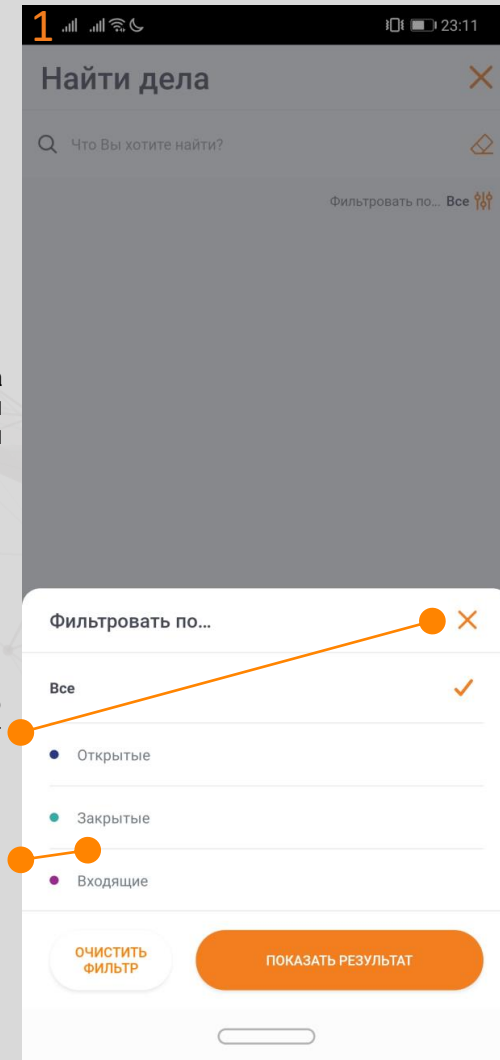 1
23:11
Найти дела
Что Вы хотите найти?
Фильтровать по... Все
Фильтровать по...
Все
Открытые
Закрытые
Входящие
ОЧИСТИТЬ
ФИЛЬТР
ПОКАЗАТЬ РЕЗУЛЬТАТ